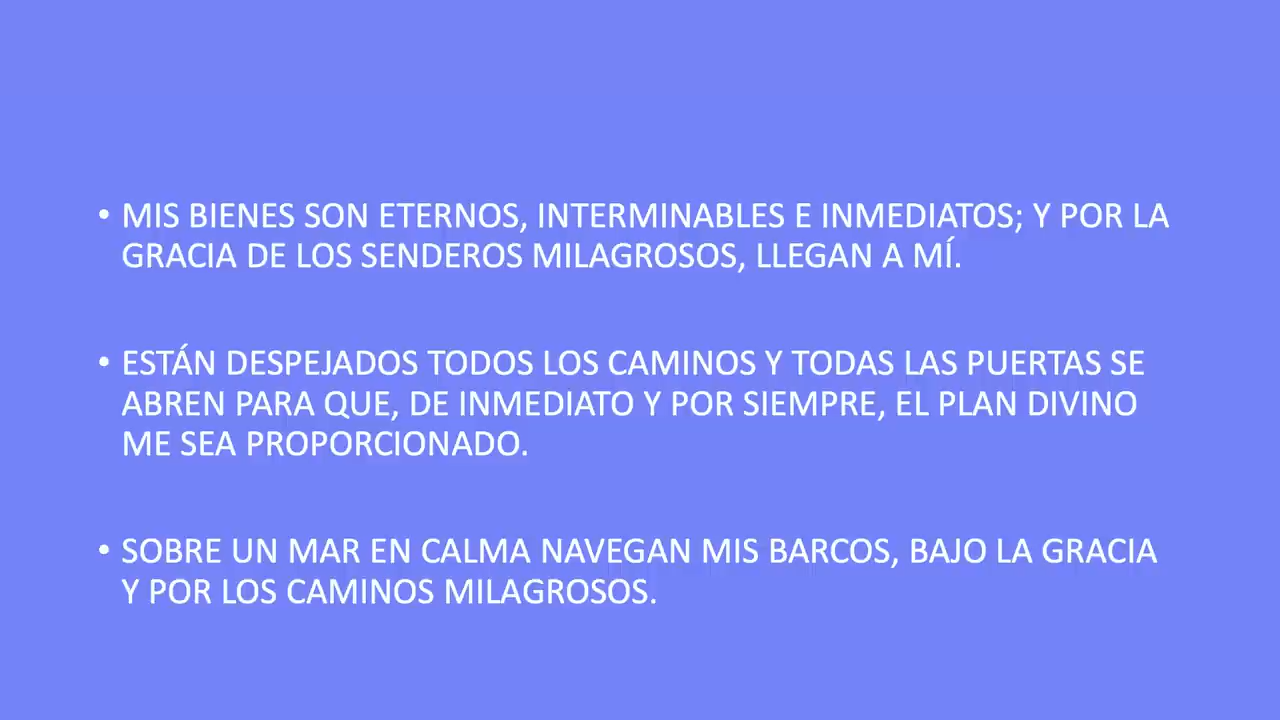 • MIS BIENES SON ETERNOS, INTERMINABLES E INMEDIATOS; Y POR LA
GRACIA DE LOS SENDEROS MILAGROSOS, LLEGAN A MÍ.
• ESTÁN DESPEJADOS TODOS LOS CAMINOS Y TODAS LAS PUERTAS SE
ABREN PARA QUE, DE INMEDIATO Y POR SIEMPRE, EL PLAN DIVINO
ME SEA PROPORCIONADO.
• SOBRE UN MAR EN CALMA NAVEGAN MIS BARCOS, BAJO LA GRACIA
Y POR LOS CAMINOS MILAGROSOS.